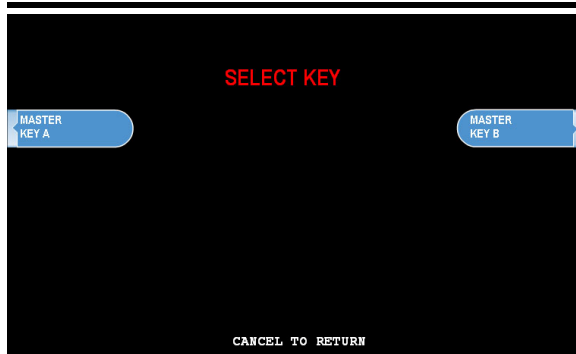 SELECT KEY
MASTER
KEY A
MASTER
KEY B
CANCEL TO RETURN